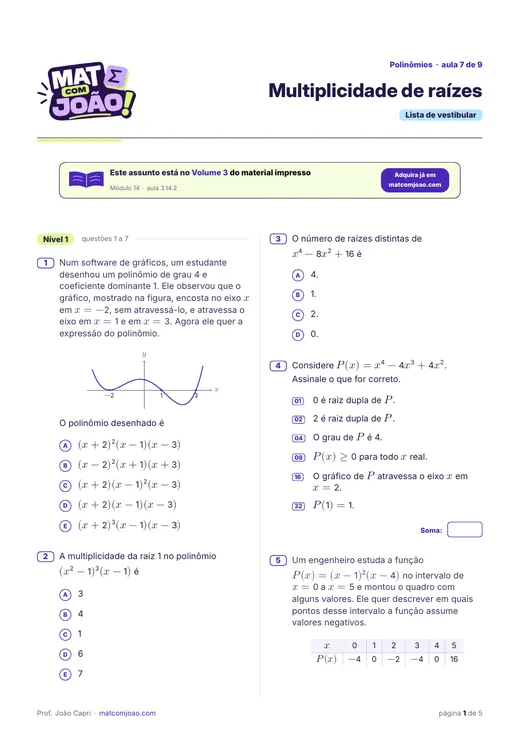 MAT Σ
COM
JOÃO!
Polinômios · aula 7 de 9
Multiplicidade de raízes
Lista de vestibular
Este assunto está no Volume 3 do material impresso
Módulo 14 · aula 3.14.2
Adquira já em
matcomjoao.com
Nível 1 questões 1 a 7
1 Num software de gráficos, um estudante
desenhou um polinômio de grau 4 e
coeficiente dominante 1. Ele observou que o
gráfico, mostrado na figura, encosta no eixo x
em x = −2, sem atravessá-lo, e atravessa o
eixo em x = 1 e em x = 3. Agora ele quer a
expressão do polinômio.
y
x
−2 1 3
O polinômio desenhado é
A (x + 2)²(x − 1)(x − 3)
B (x − 2)²(x + 1)(x + 3)
C (x + 2)(x − 1)²(x − 3)
D (x + 2)(x − 1)(x − 3)
E (x + 2)³(x − 1)(x − 3)
2 A multiplicidade da raiz 1 no polinômio
(x² − 1)³(x − 1) é
A 3
B 4
C 1
D 6
E 7
3 O número de raízes distintas de
x⁴ − 8x² + 16 é
A 4.
B 1.
C 2.
D 0.
4 Considere P(x) = x⁴ − 4x³ + 4x².
Assinale o que for correto.
01 0 é raiz dupla de P.
02 2 é raiz dupla de P.
04 O grau de P é 4.
08 P(x) ≥ 0 para todo x real.
16 O gráfico de P atravessa o eixo x em
x = 2.
32 P(1) = 1.
Soma:
5 Um engenheiro estuda a função
P(x) = (x − 1)²(x − 4) no intervalo de
x = 0 a x = 5 e montou o quadro com
alguns valores. Ele quer descrever em quais
pontos desse intervalo a função assume
valores negativos.
x 0 1 2 3 4 5
P(x) −4 0 −2 −4 0 16
Prof. João Capri · matcomjoao.com
página 1 de 5